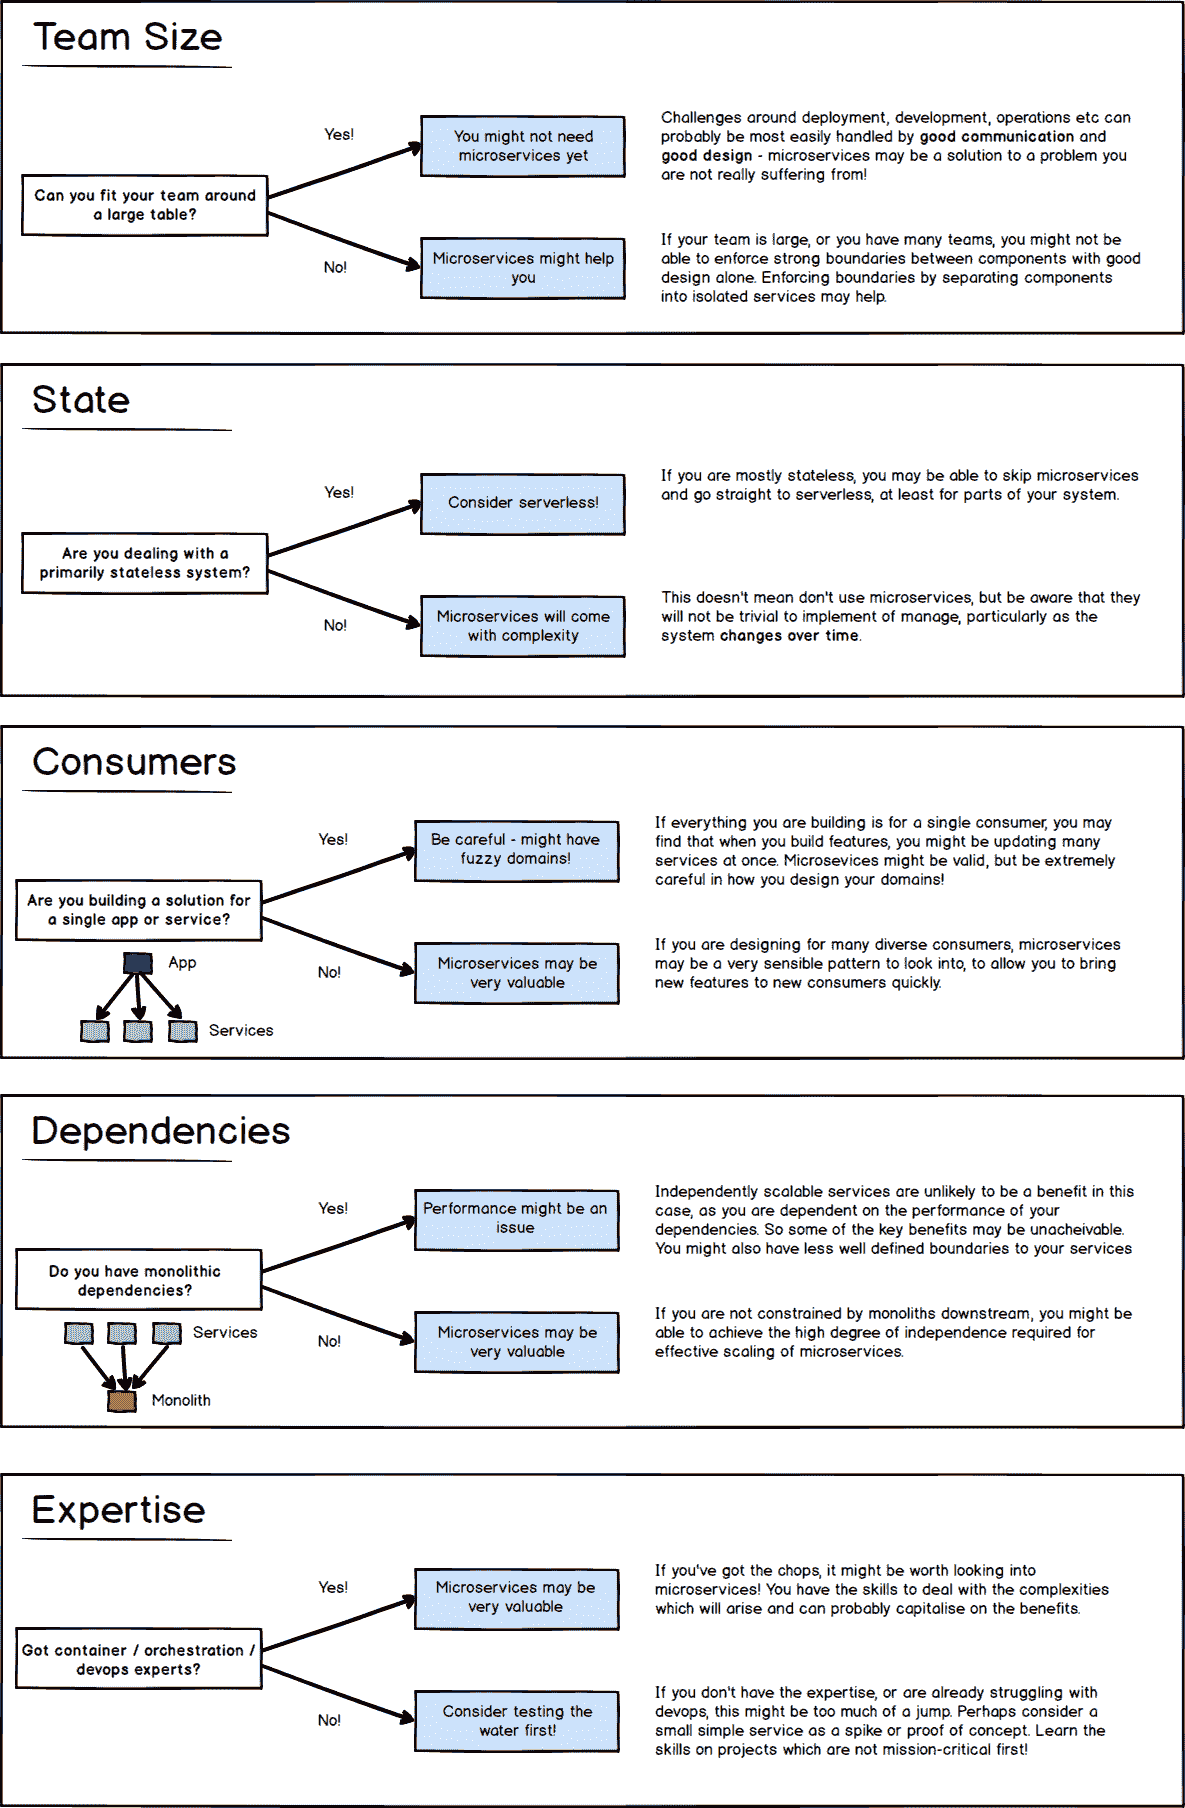 Team Size
Yes!
You might not need
microservices yet
Challenges around deployment, development, operations etc can
probably be most easily handled by good communication and
good design - microservices may be a solution to a problem you
are not really suffering from!
Can you fit your team around
a large table?
No!
Microservices might help
you
If your team is large, or you have many teams, you might not be
able to enforce strong boundaries between components with good
design alone. Enforcing boundaries by separating components
into isolated services may help.
State
Yes!
Consider serverless!
If you are mostly stateless, you may be able to skip microservices
and go straight to serverless, at least for parts of your system.
Are you dealing with a
primarily stateless system?
No!
Microservices will come
with complexity
This doesn't mean don't use microservices, but be aware that they
will not be trivial to implement of manage, particularly as the
system changes over time.
Consumers
Yes!
Be careful - might have
fuzzy domains!
If everything you are building is for a single consumer, you may
find that when you build features, you might be updating many
services at once. Microsevices might be valid, but be extremely
careful in how you design your domains!
Are you building a solution for
a single app or service?
App
Services
No!
Microservices may be
very valuable
If you are designing for many diverse consumers, microservices
may be a very sensible pattern to look into, to allow you to bring
new features to new consumers quickly.
Dependencies
Yes!
Performance might be an
issue
Independently scalable services are unlikely to be a benefit in this
case, as you are dependent on the performance of your
dependencies. So some of the key benefits may be unacheivable.
You might also have less well defined boundaries to your services
Do you have monolithic
dependencies?
Services
Monolith
No!
Microservices may be
very valuable
If you are not constrained by monoliths downstream, you might be
able to achieve the high degree of independence required for
effective scaling of microservices.
Expertise
Yes!
Microservices may be
very valuable
If you've got the chops, it might be worth looking into
microservices! You have the skills to deal with the complexities
which will arise and can probably capitalise on the benefits.
Got container / orchestration /
devops experts?
No!
Consider testing the
water first!
If you don't have the expertise, or are already struggling with
devops, this might be too much of a jump. Perhaps consider a
small simple service as a spike or proof of concept. Learn the
skills on projects which are not mission-critical first!